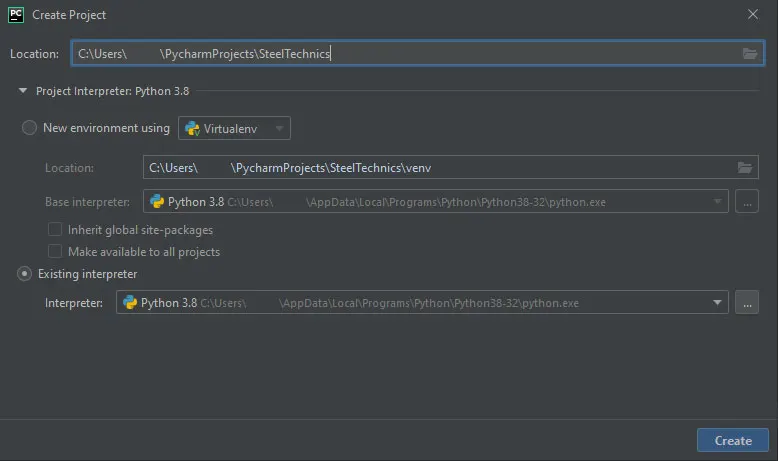 PC Create Project
Location: C:\Users\ \PycharmProjects\SteelTechnics
Project Interpreter: Python 3.8
New environment using Virtualenv
Location: C:\Users\ \PycharmProjects\SteelTechnics\venv
Base interpreter: Python 3.8 C:\Users\ \AppData\Local\Programs\Python\Python38-32\python.exe ...
Inherit global site-packages
Make available to all projects
Existing interpreter
Interpreter: Python 3.8 C:\Users\ \AppData\Local\Programs\Python\Python38-32\python.exe ...
Create